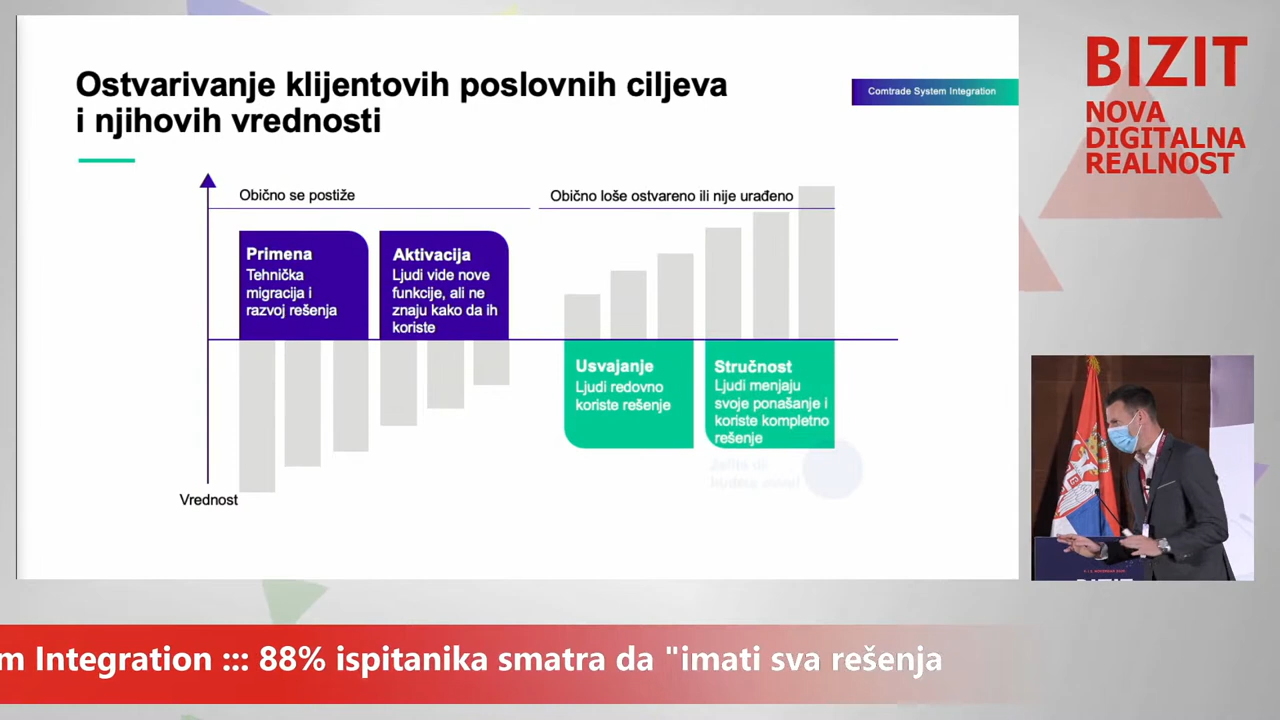 Ostvarivanje klijentovih poslovnih ciljeva
i njihovih vrednosti
Comtrade System Integration
BIZIT
NOVA
DIGITALNA
REALNOST
Obično se postiže
Obično loše ostvareno ili nije urađeno
Primena
Tehnička
migracija i
razvoj rešenja
Aktivacija
Ljudi vide nove
funkcije, ali ne
znaju kako da ih
koriste
Usvajanje
Ljudi redovno
koriste rešenje
Stručnost
Ljudi menjaju
svoje ponašanje i
koriste kompletno
rešenje
Vrednost
BIZIT
m Integration ::: 88% ispitanika smatra da "imati sva rešenja